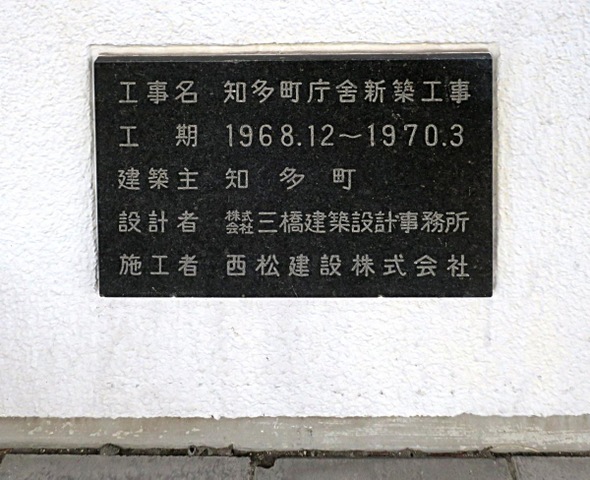 工事名 知多町庁舎新築工事
工期 1968.12〜1970.3
建築主 知多町
設計者 株式会社三橋建築設計事務所
施工者 西松建設株式会社